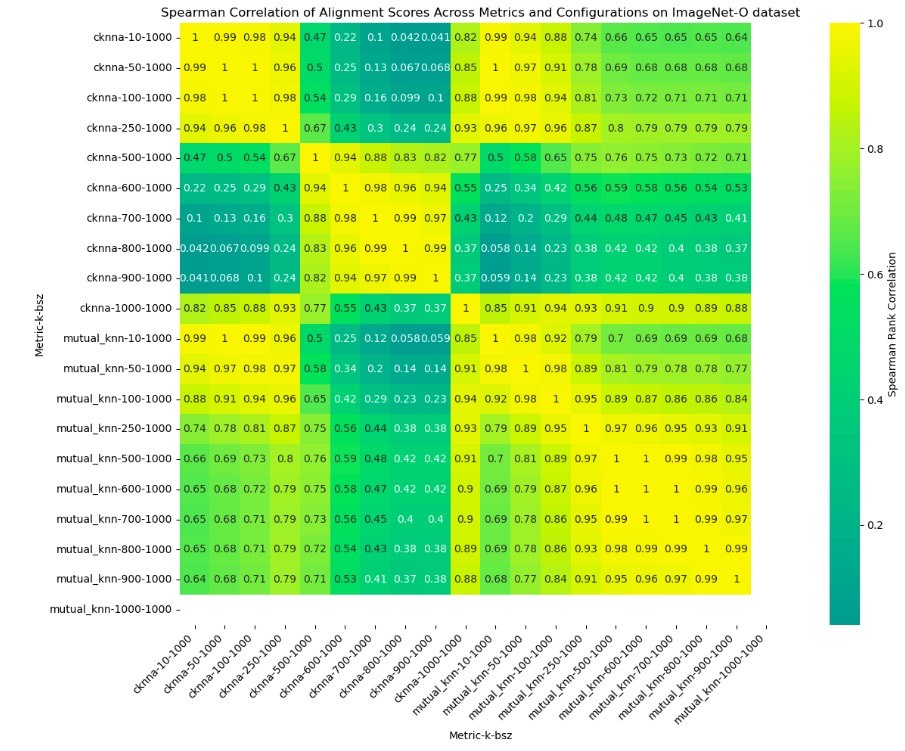 Spearman Correlation of Alignment Scores Across Metrics and Configurations on ImageNet-O dataset
cknna-10-1000 1 0.99 0.98 0.94 0.47 0.22 0.1 0.042 0.041 0.82 0.99 0.94 0.88 0.74 0.66 0.65 0.65 0.65 0.64
cknna-50-1000 0.99 1 1 0.96 0.5 0.25 0.13 0.067 0.068 0.85 1 0.97 0.91 0.78 0.69 0.68 0.68 0.68 0.68
cknna-100-1000 0.98 1 1 0.98 0.54 0.29 0.16 0.099 0.1 0.88 0.99 0.98 0.94 0.81 0.73 0.72 0.71 0.71 0.71
cknna-250-1000 0.94 0.96 0.98 1 0.67 0.43 0.3 0.24 0.24 0.93 0.96 0.97 0.96 0.87 0.8 0.79 0.79 0.79 0.79
cknna-500-1000 0.47 0.5 0.54 0.67 1 0.94 0.88 0.83 0.82 0.77 0.5 0.58 0.65 0.75 0.76 0.75 0.73 0.72 0.71
cknna-600-1000 0.22 0.25 0.29 0.43 0.94 1 0.98 0.96 0.94 0.55 0.25 0.34 0.42 0.56 0.59 0.58 0.56 0.54 0.53
cknna-700-1000 0.1 0.13 0.16 0.3 0.88 0.98 1 0.99 0.97 0.43 0.12 0.2 0.29 0.44 0.48 0.47 0.45 0.43 0.41
cknna-800-1000 0.042 0.067 0.099 0.24 0.83 0.96 0.99 1 0.99 0.37 0.058 0.14 0.23 0.38 0.42 0.42 0.4 0.38 0.37
cknna-900-1000 0.041 0.068 0.1 0.24 0.82 0.94 0.97 0.99 1 0.37 0.059 0.14 0.23 0.38 0.42 0.42 0.4 0.38 0.38
cknna-1000-1000 0.82 0.85 0.88 0.93 0.77 0.55 0.43 0.37 0.37 1 0.85 0.91 0.94 0.93 0.91 0.9 0.9 0.89 0.88
mutual_knn-10-1000 0.99 1 0.99 0.96 0.5 0.25 0.12 0.058 0.059 0.85 1 0.98 0.92 0.79 0.7 0.69 0.69 0.69 0.68
mutual_knn-50-1000 0.94 0.97 0.98 0.97 0.58 0.34 0.2 0.14 0.14 0.91 0.98 1 0.98 0.89 0.81 0.79 0.78 0.78 0.77
mutual_knn-100-1000 0.88 0.91 0.94 0.96 0.65 0.42 0.29 0.23 0.23 0.94 0.92 0.98 1 0.95 0.89 0.87 0.86 0.86 0.84
mutual_knn-250-1000 0.74 0.78 0.81 0.87 0.75 0.56 0.44 0.38 0.38 0.93 0.79 0.89 0.95 1 0.97 0.96 0.95 0.93 0.91
mutual_knn-500-1000 0.66 0.69 0.73 0.8 0.76 0.59 0.48 0.42 0.42 0.91 0.7 0.81 0.89 0.97 1 1 0.99 0.98 0.95
mutual_knn-600-1000 0.65 0.68 0.72 0.79 0.75 0.58 0.47 0.42 0.42 0.9 0.69 0.79 0.87 0.96 1 1 1 0.99 0.96
mutual_knn-700-1000 0.65 0.68 0.71 0.79 0.73 0.56 0.45 0.4 0.4 0.9 0.69 0.78 0.86 0.95 0.99 1 1 0.99 0.97
mutual_knn-800-1000 0.65 0.68 0.71 0.79 0.72 0.54 0.43 0.38 0.38 0.89 0.69 0.78 0.86 0.93 0.98 0.99 0.99 1 0.99
mutual_knn-900-1000 0.64 0.68 0.71 0.79 0.71 0.53 0.41 0.37 0.38 0.88 0.68 0.77 0.84 0.91 0.95 0.96 0.97 0.99 1
mutual_knn-1000-1000
Metric-k-bsz
cknna-10-1000
cknna-50-1000
cknna-100-1000
cknna-250-1000
cknna-500-1000
cknna-600-1000
cknna-700-1000
cknna-800-1000
cknna-900-1000
cknna-1000-1000
mutual_knn-10-1000
mutual_knn-50-1000
mutual_knn-100-1000
mutual_knn-250-1000
mutual_knn-500-1000
mutual_knn-600-1000
mutual_knn-700-1000
mutual_knn-800-1000
mutual_knn-900-1000
mutual_knn-1000-1000
Metric-k-bsz
1.0
0.8
0.6
0.4
0.2
Spearman Rank Correlation